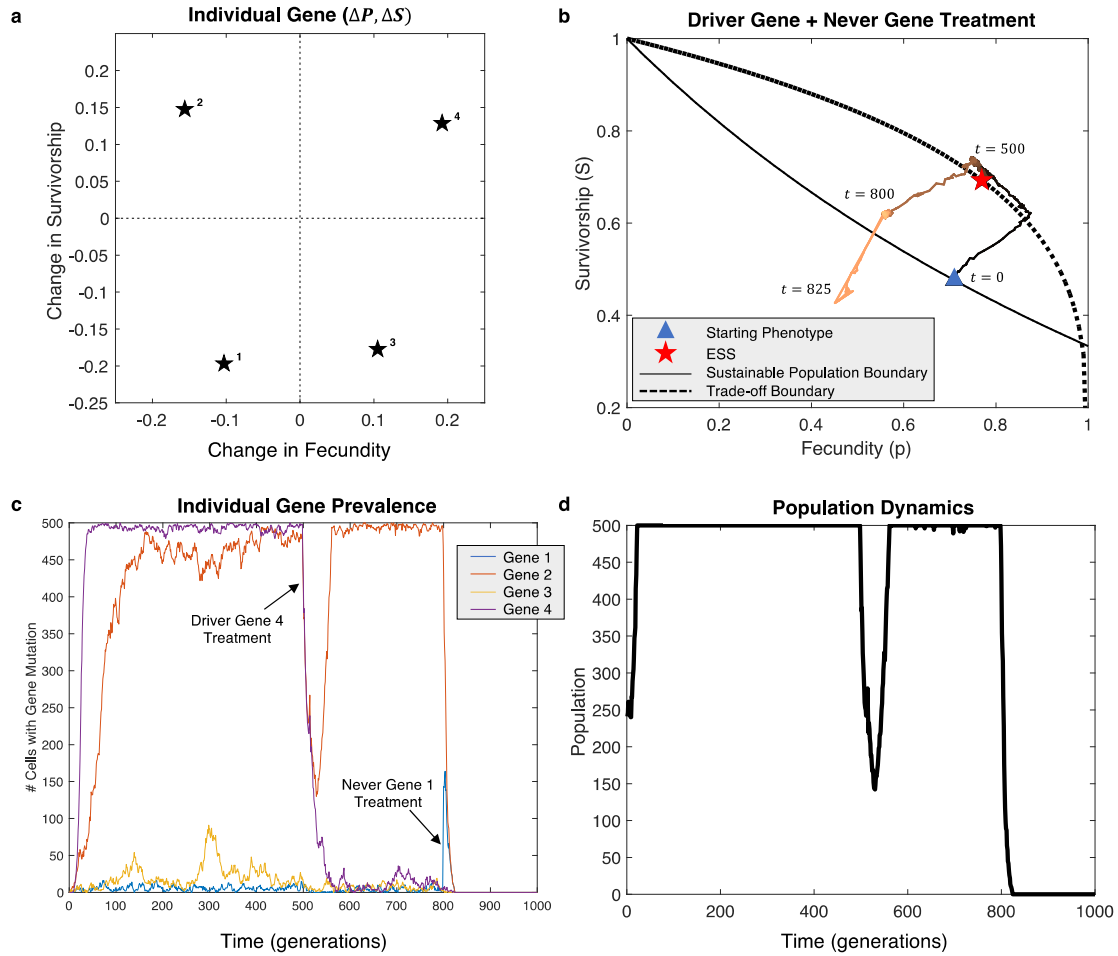 a
Individual Gene (ΔP, ΔS)
0.2
0.15
0.1
0.05
0
-0.05
-0.1
-0.15
-0.2
-0.25
Change in Survivorship
2
4
1
3
-0.2
-0.1
0
0.1
0.2
Change in Fecundity
b
Driver Gene + Never Gene Treatment
1
0.8
0.6
0.4
0.2
Survivorship (S)
t = 500
t = 800
t = 0
t = 825
Starting Phenotype
ESS
Sustainable Population Boundary
Trade-off Boundary
0
0.2
0.4
0.6
0.8
1
Fecundity (p)
c
Individual Gene Prevalence
500
450
400
350
300
250
200
150
100
50
0
# Cells with Gene Mutation
Gene 1
Gene 2
Gene 3
Gene 4
Driver Gene 4
Treatment
Never Gene 1
Treatment
0
100
200
300
400
500
600
700
800
900
1000
Time (generations)
d
Population Dynamics
500
450
400
350
300
250
200
150
100
50
0
Population
0
200
400
600
800
1000
Time (generations)